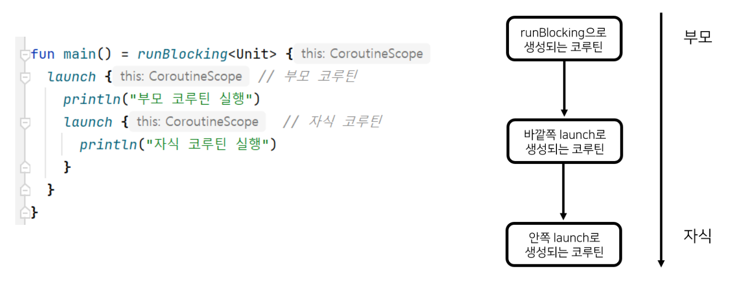 fun main() = runBlocking<Unit> { this: CoroutineScope
launch { this: CoroutineScope // 부모 코루틴
println("부모 코루틴 실행")
launch { this: CoroutineScope // 자식 코루틴
println("자식 코루틴 실행")
}
}
}
runBlocking으로
생성되는 코루틴
바깥쪽 launch로
생성되는 코루틴
안쪽 launch로
생성되는 코루틴
부모
자식